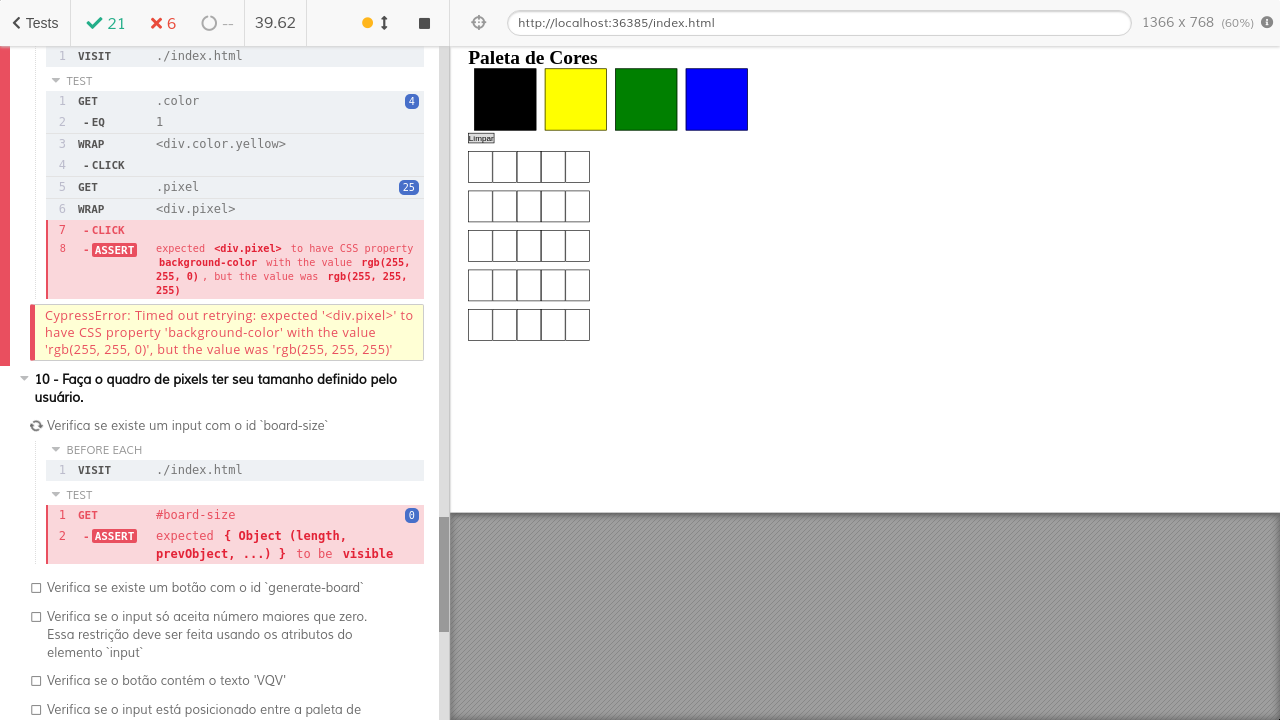 Tests 21 6 -- 39.62
http://localhost:36385/index.html 1366 x 768 (60%)
1 VISIT ./index.html
TEST
1 GET .color 4
2 - EQ 1
3 WRAP <div.color.yellow>
4 - CLICK
5 GET .pixel 25
6 WRAP <div.pixel>
7 - CLICK
8 - ASSERT expected <div.pixel> to have CSS property
background-color with the value rgb(255,
255, 0) , but the value was rgb(255, 255,
255)
CypressError: Timed out retrying: expected '<div.pixel>' to
have CSS property 'background-color' with the value
'rgb(255, 255, 0)', but the value was 'rgb(255, 255, 255)'
10 - Faça o quadro de pixels ter seu tamanho definido pelo
usuário.
Verifica se existe um input com o id `board-size`
BEFORE EACH
1 VISIT ./index.html
TEST
1 GET #board-size 0
2 - ASSERT expected { Object (length,
prevObject, ...) } to be visible
Verifica se existe um botão com o id `generate-board`
Verifica se o input só aceita número maiores que zero.
Essa restrição deve ser feita usando os atributos do
elemento `input`
Verifica se o botão contém o texto 'VQV'
Verifica se o input está posicionado entre a paleta de
Paleta de Cores
Limpar